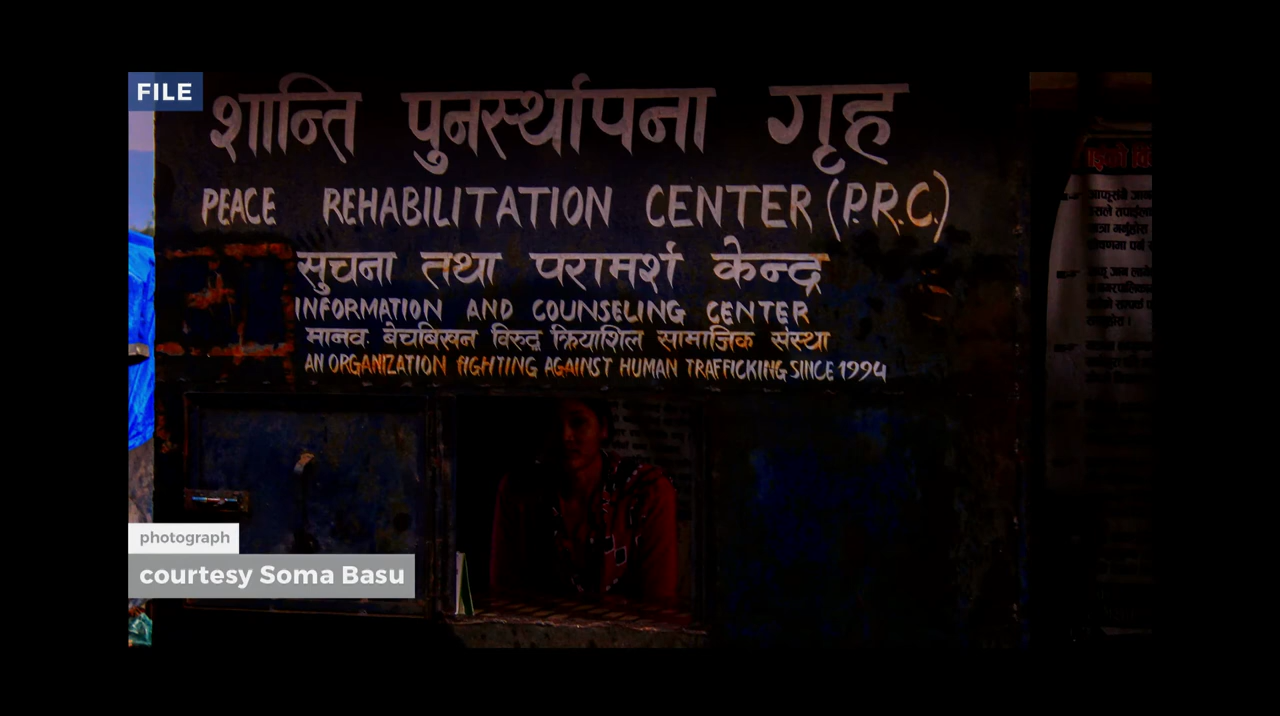 FILE
शान्ति पुनर्स्थापना गृह
PEACE REHABILITATION CENTER (P.R.C.)
सुचना तथा परामर्श केन्द्र
INFORMATION AND COUNSELING CENTER
मानव बेचबिखन विरुद्ध क्रियाशिल सामाजिक संस्था
AN ORGANIZATION FIGHTING AGAINST HUMAN TRAFFICKING SINCE 1994
photograph
courtesy Soma Basu